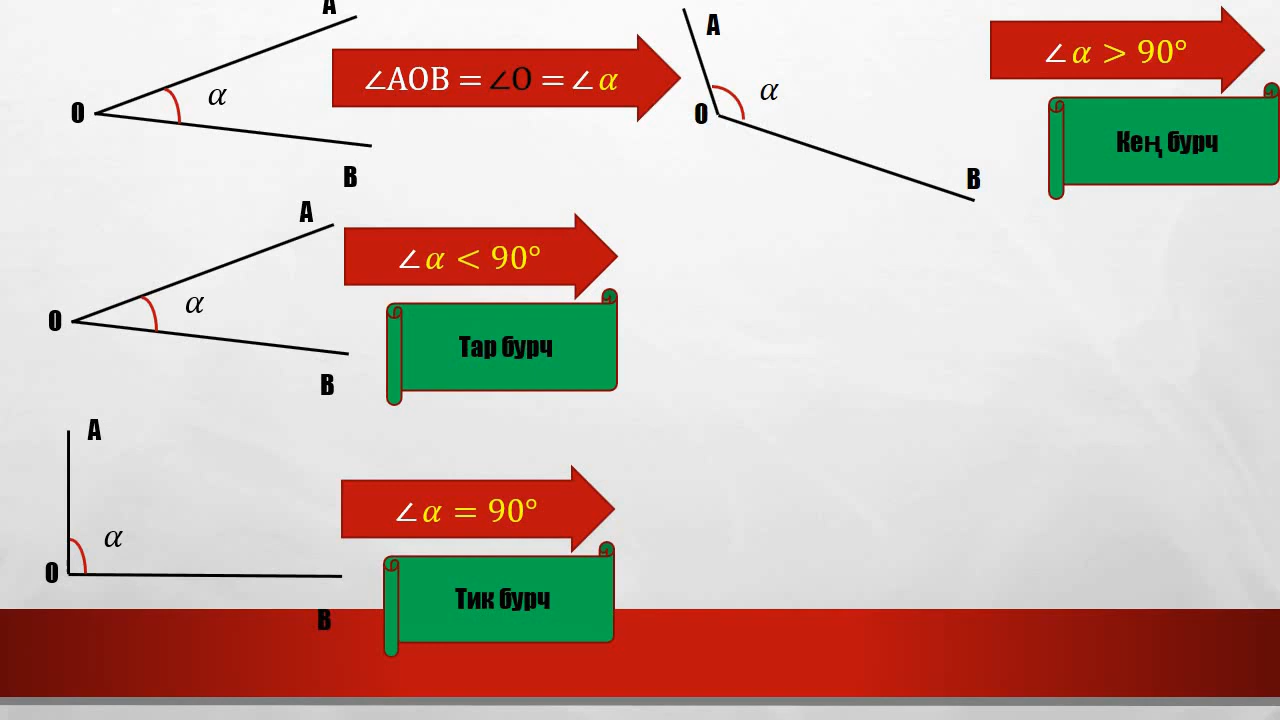 A
O
α
B
∠AOB = ∠O = ∠α
A
O
α
B
∠α > 90°
Кең бурч
A
O
α
B
∠α < 90°
Тар бурч
A
O
α
B
∠α = 90°
Тик бурч